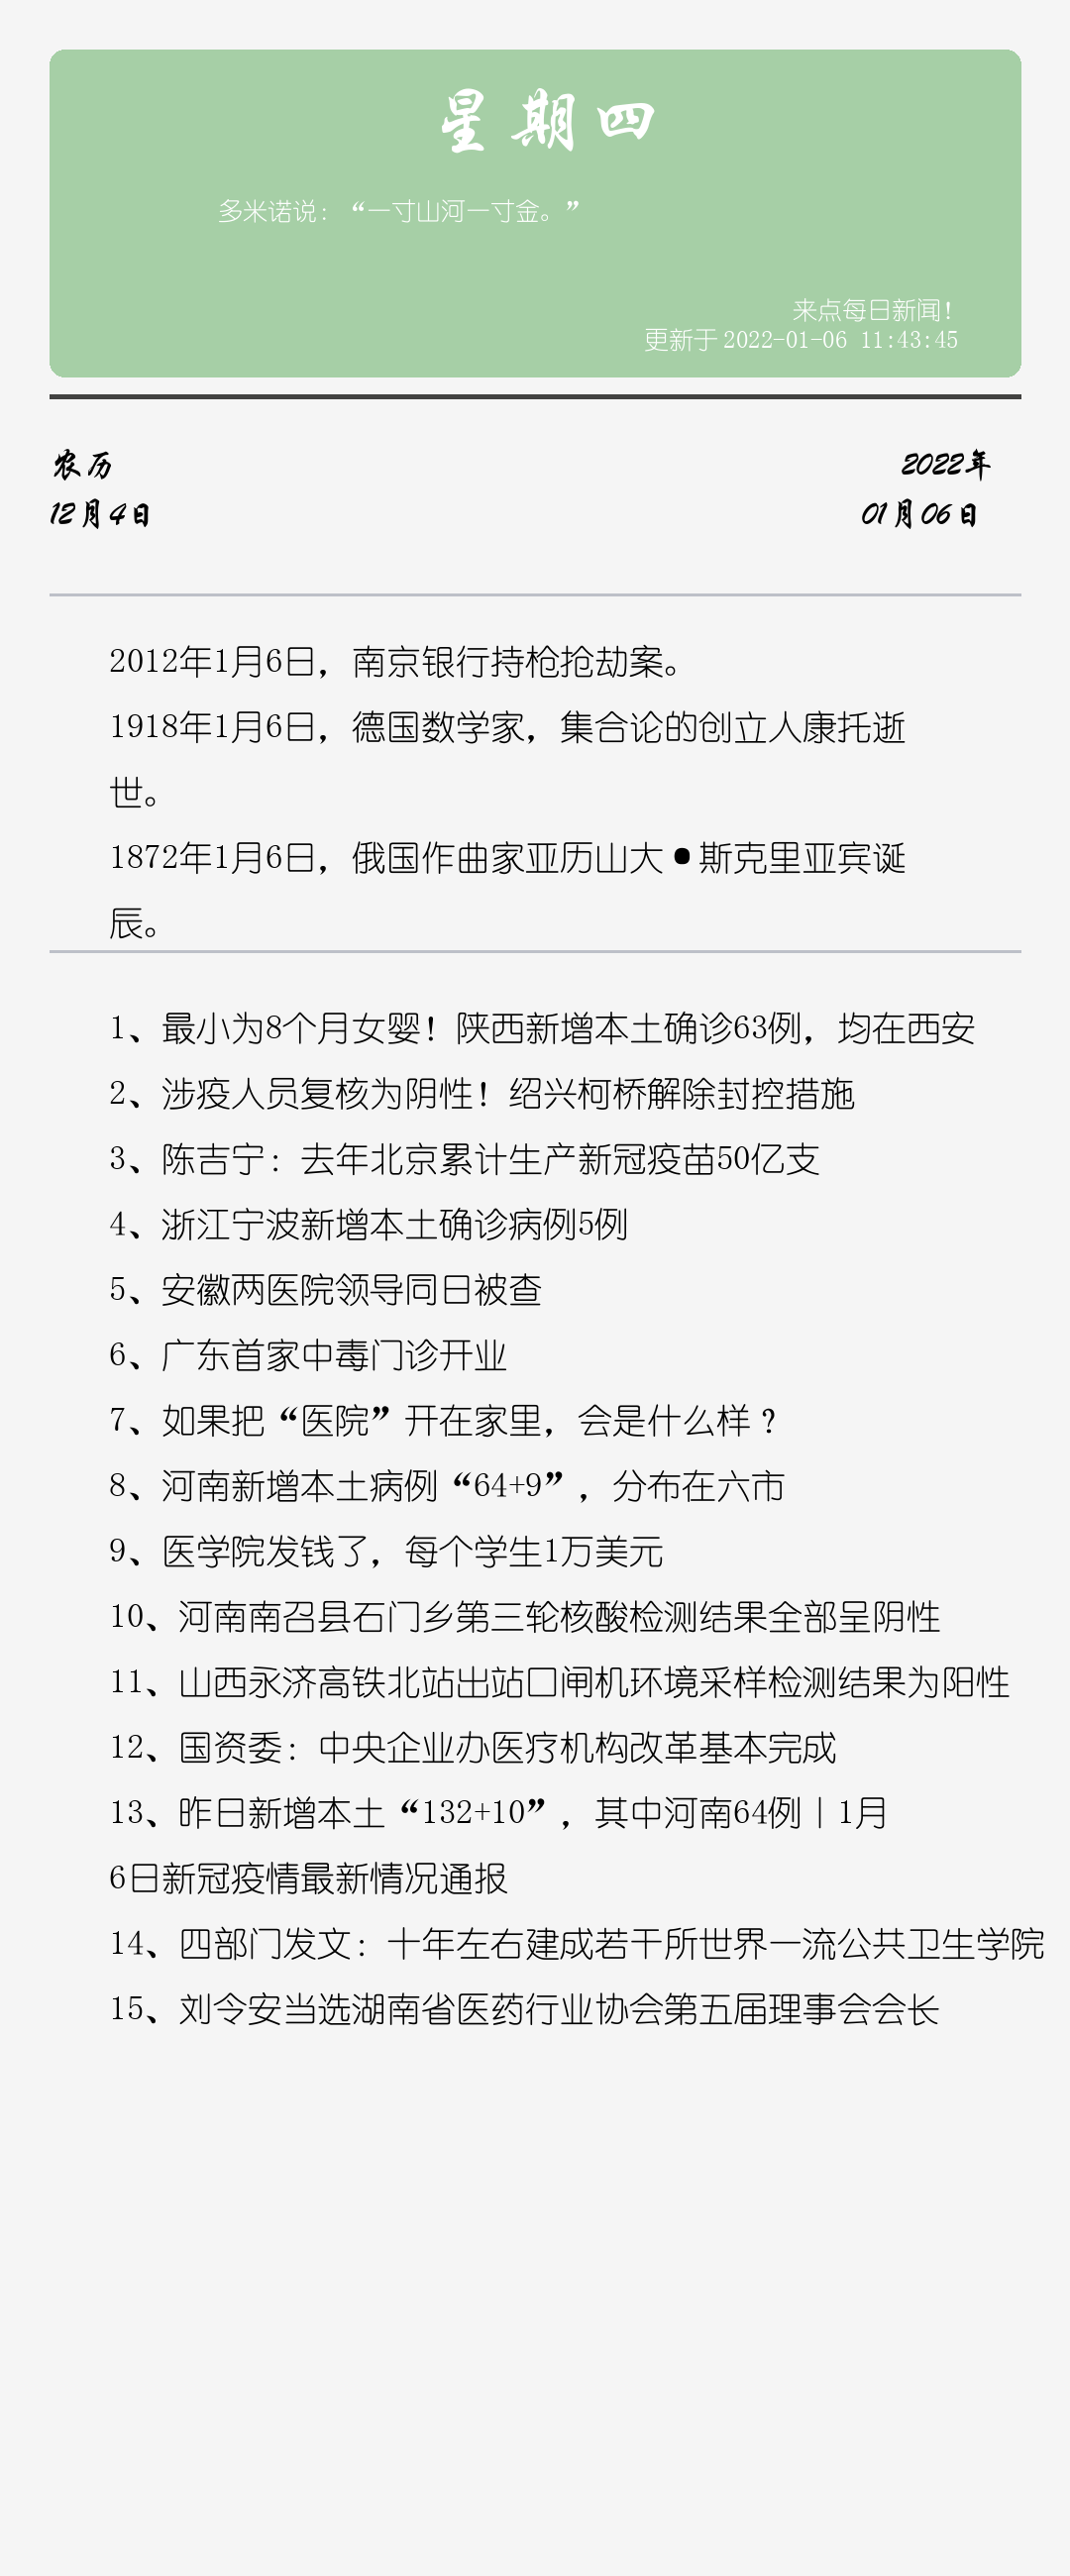 星期四
多米诺说：“一寸山河一寸金。”
来点每日新闻！
更新于 2022-01-06 11:43:45
农历
2022年
12月4日
01月06日
2012年1月6日，南京银行持枪抢劫案。
1918年1月6日，德国数学家，集合论的创立人康托逝
世。
1872年1月6日，俄国作曲家亚历山大●斯克里亚宾诞
辰。
1、最小为8个月女婴！陕西新增本土确诊63例，均在西安
2、涉疫人员复核为阴性！绍兴柯桥解除封控措施
3、陈吉宁：去年北京累计生产新冠疫苗50亿支
4、浙江宁波新增本土确诊病例5例
5、安徽两医院领导同日被查
6、广东首家中毒门诊开业
7、如果把“医院”开在家里，会是什么样？
8、河南新增本土病例“64+9”，分布在六市
9、医学院发钱了，每个学生1万美元
10、河南南召县石门乡第三轮核酸检测结果全部呈阴性
11、山西永济高铁北站出站口闸机环境采样检测结果为阳性
12、国资委：中央企业办医疗机构改革基本完成
13、昨日新增本土“132+10”，其中河南64例｜1月
6日新冠疫情最新情况通报
14、四部门发文：十年左右建成若干所世界一流公共卫生学院
15、刘令安当选湖南省医药行业协会第五届理事会会长